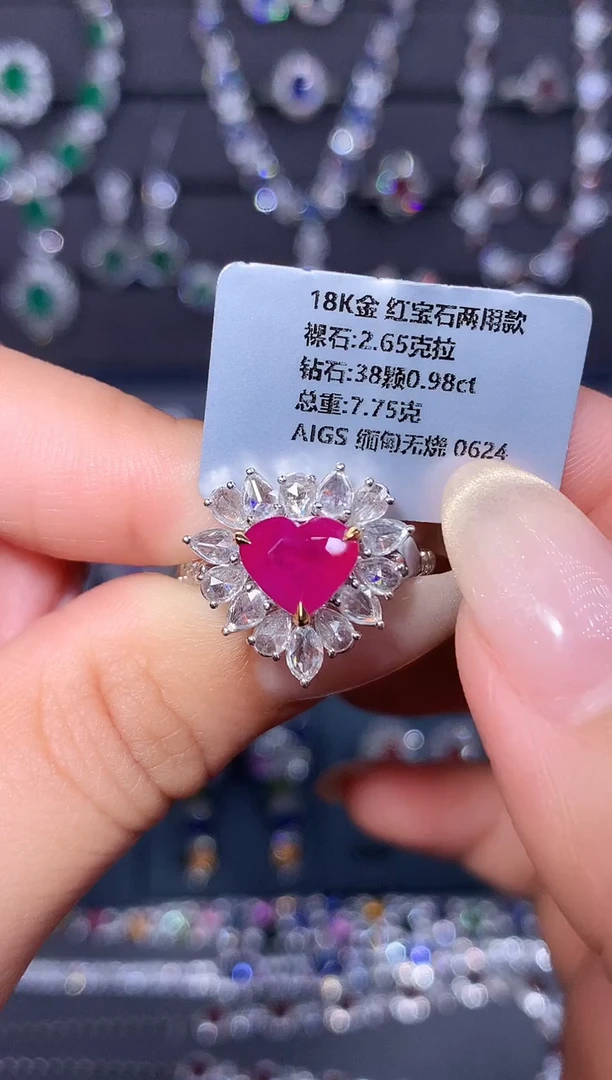 18K金 红宝石两用款
裸石:2.65克拉
钻石:38颗0.98ct
总重:7.75克
AIGS 缅甸无烧 0624